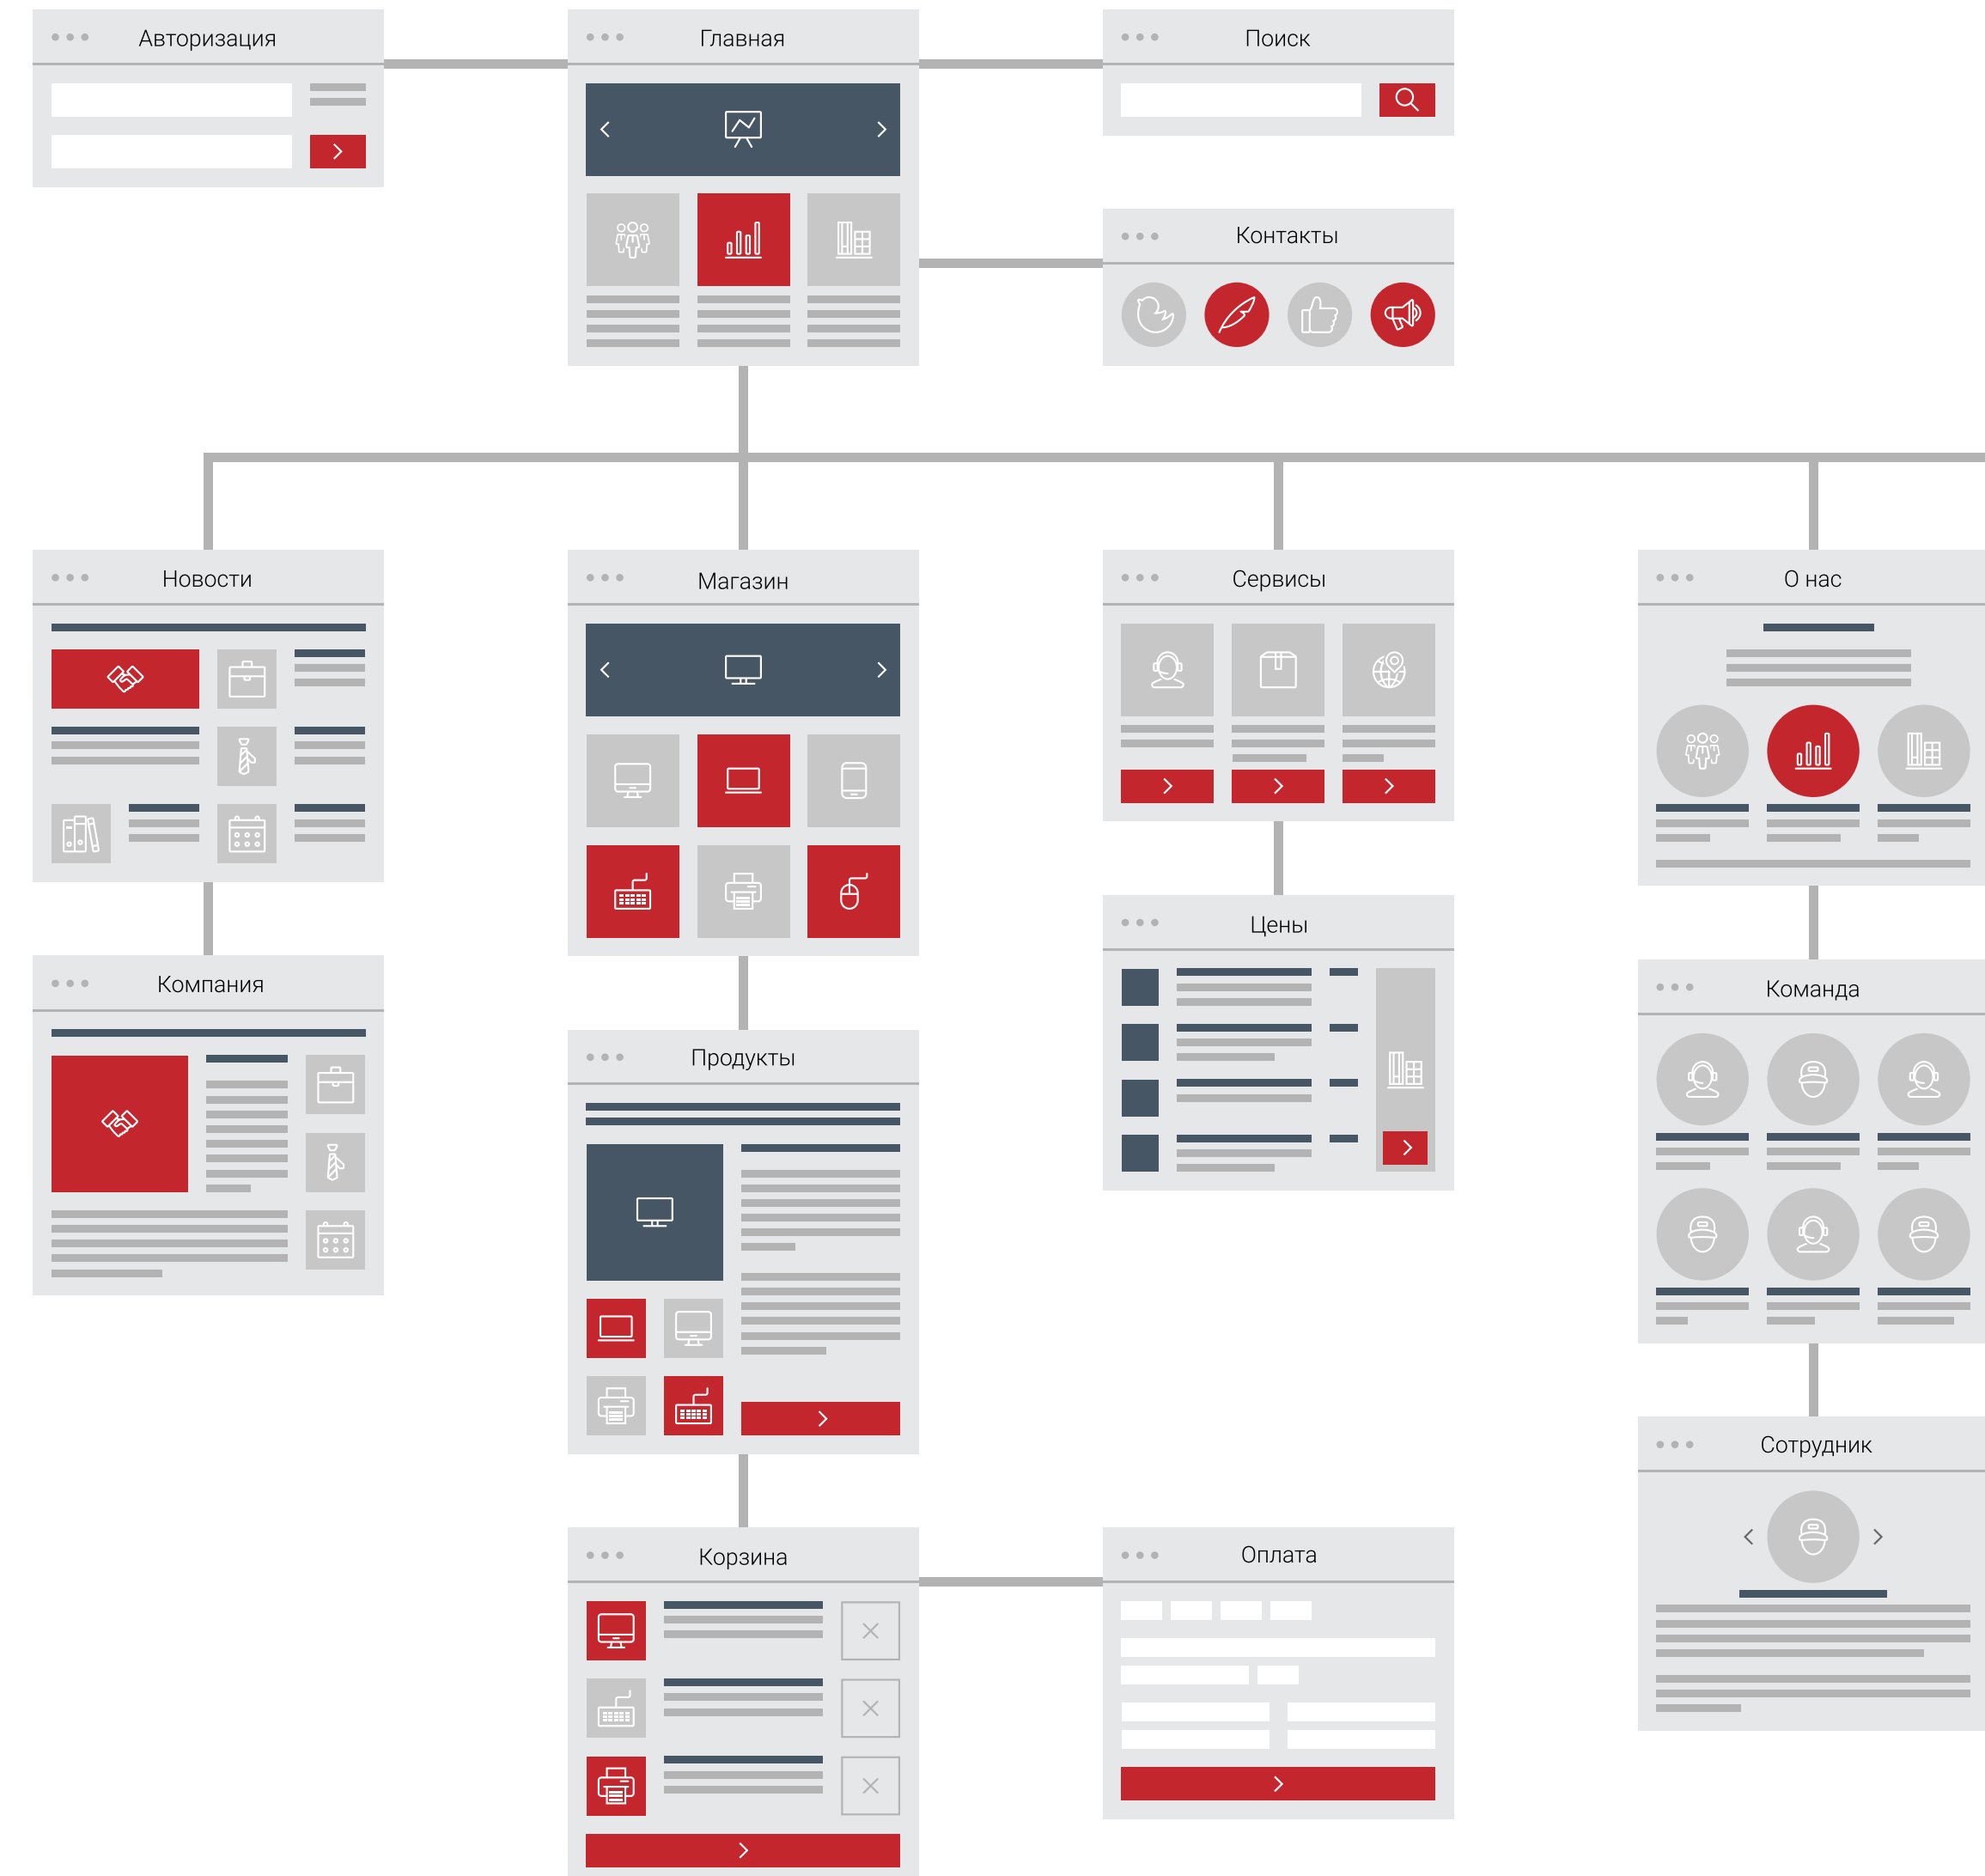 Авторизация
Главная
Поиск
Контакты
Новости
Магазин
Сервисы
О нас
Цены
Компания
Команда
Продукты
Сотрудник
Корзина
Оплата